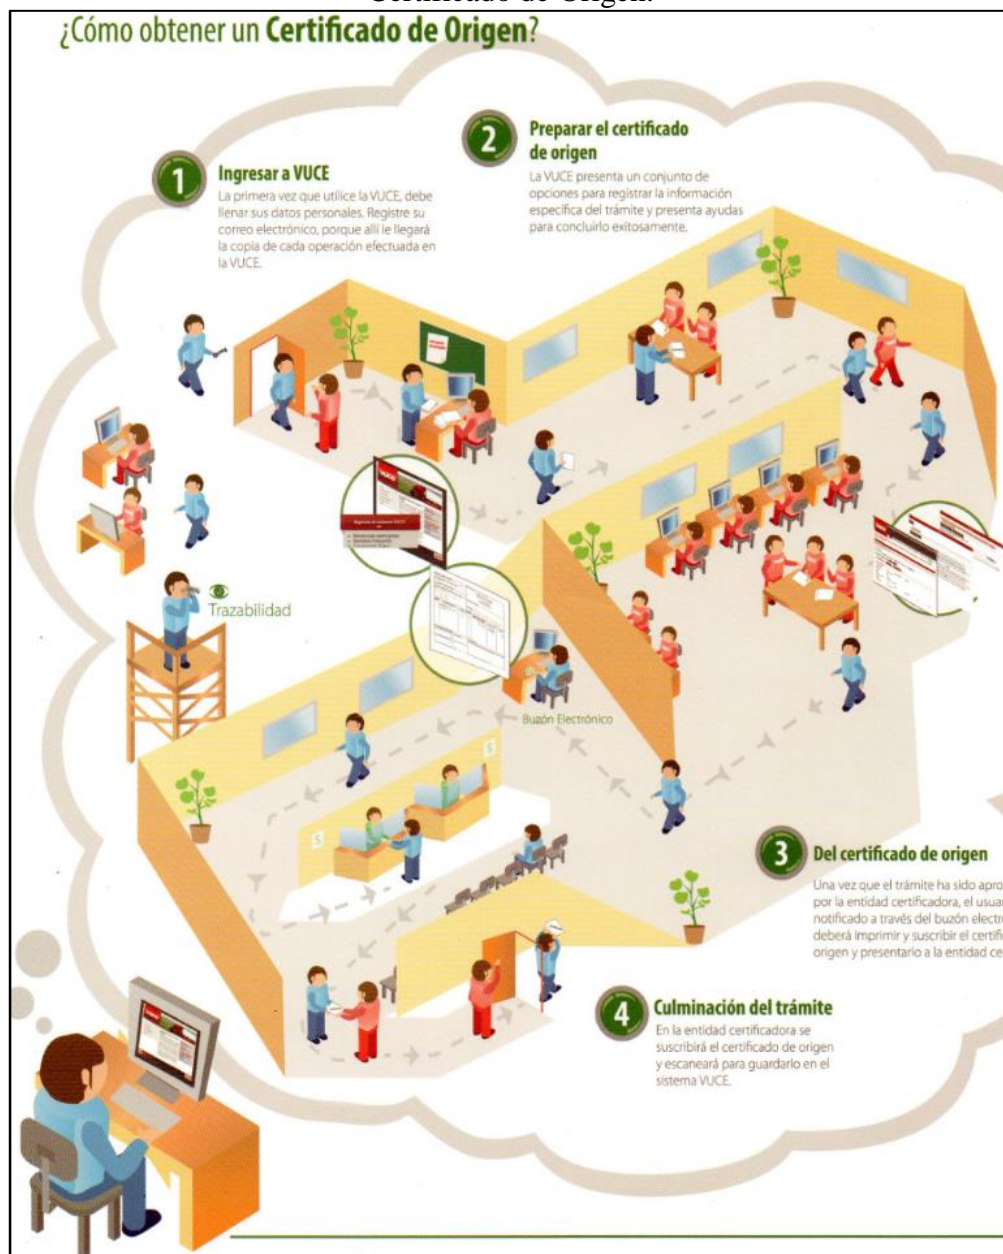 Certificado de Origen.
¿Cómo obtener un Certificado de Origen?
1
Ingresar a VUCE
La primera vez que utilice la VUCE, debe
llenar sus datos personales. Registre su
correo electrónico, porque allí le llegará
la copia de cada operación efectuada en
la VUCE.
2
Preparar el certificado
de origen
La VUCE presenta un conjunto de
opciones para registrar la información
específica del trámite y presenta ayudas
para concluirlo exitosamente.
Trazabilidad
Buzón Electrónico
S
S
3
Del certificado de origen
Una vez que el trámite ha sido apro
por la entidad certificadora, el usuar
notificado a través del buzón electró
deberá imprimir y suscribir el certific
origen y presentarlo a la entidad ce
4
Culminación del trámite
En la entidad certificadora se
suscribirá el certificado de origen
y escaneará para guardarlo en el
sistema VUCE.